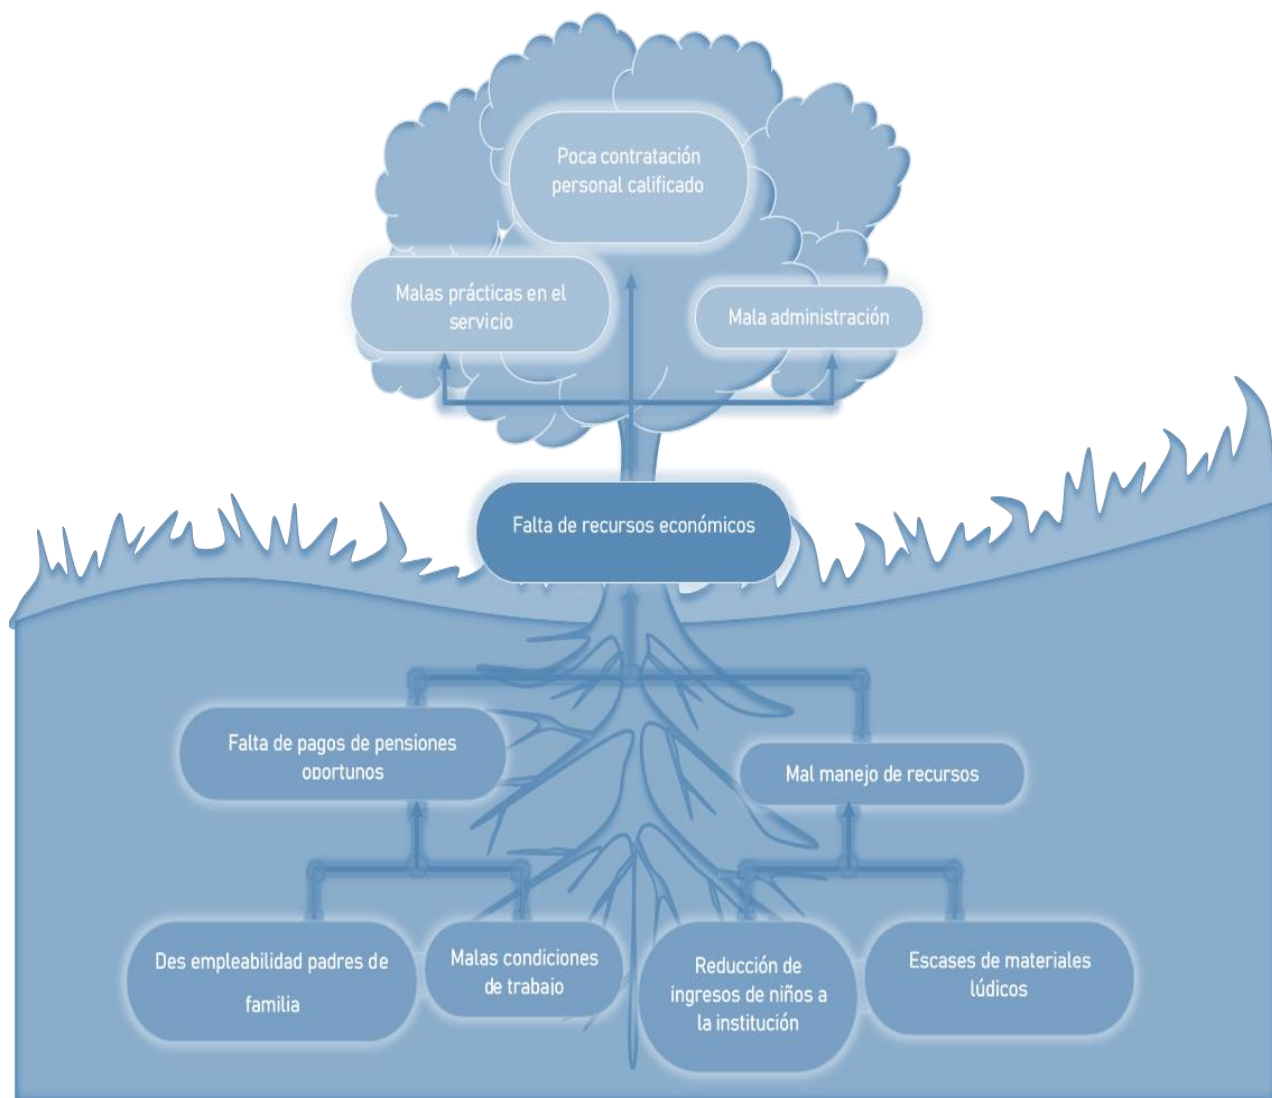 Poca contratación
personal calificado
Malas prácticas en el
servicio
Mala administración
Falta de recursos económicos
Falta de pagos de pensiones
oportunos
Mal manejo de recursos
Des empleabilidad padres de
familia
Malas condiciones
de trabajo
Reducción de
ingresos de niños a
la institución
Escases de materiales
lúdicos